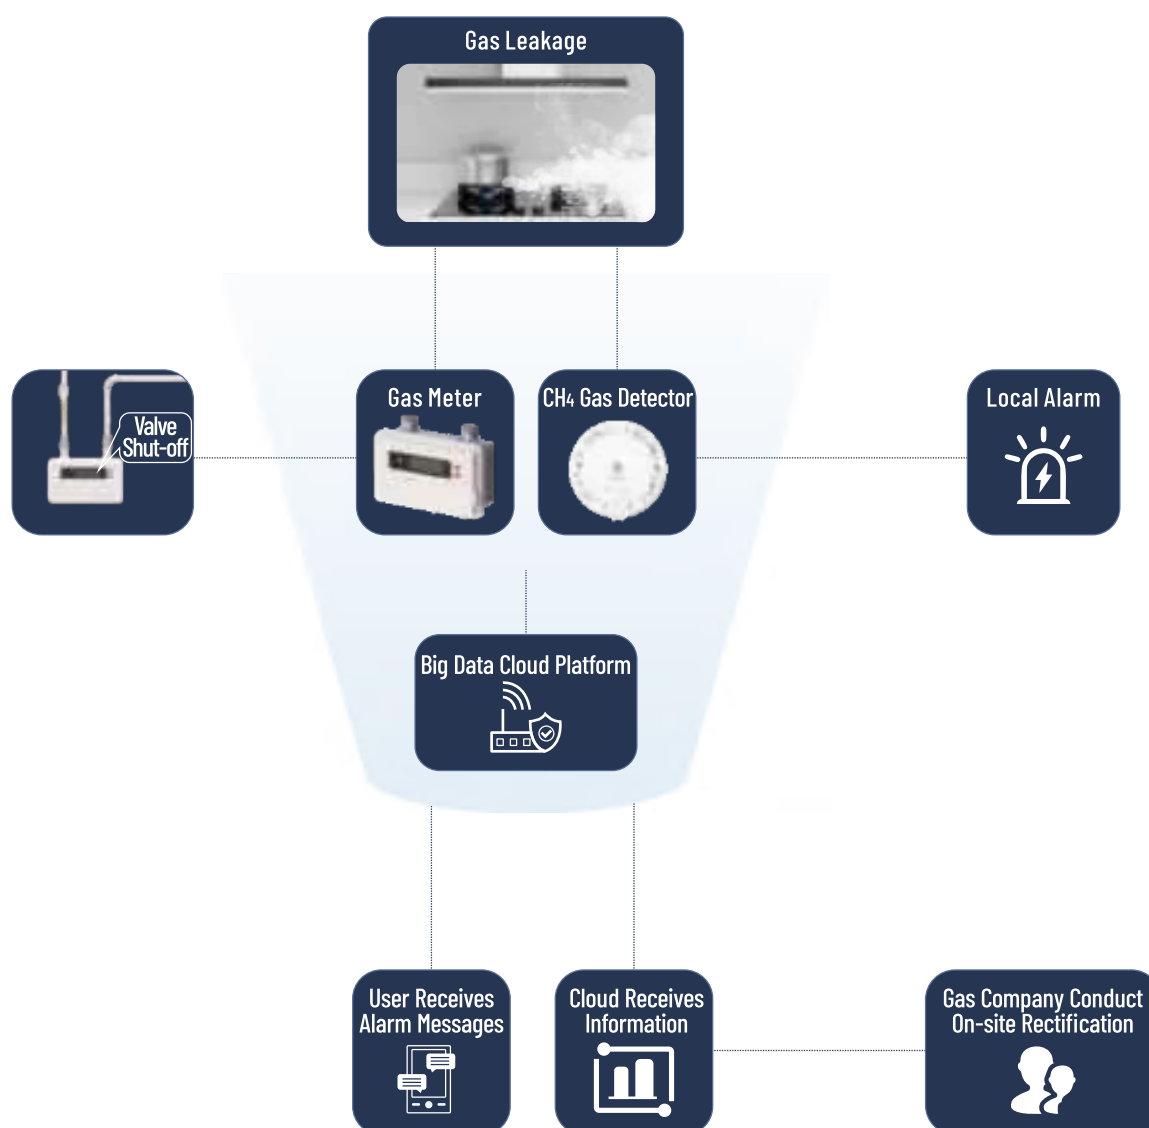 Gas Leakage
Valve
Shut-off
Gas Meter
CH4 Gas Detector
Local Alarm
Big Data Cloud Platform
User Receives
Alarm Messages
Cloud Receives
Information
Gas Company Conduct
On-site Rectification